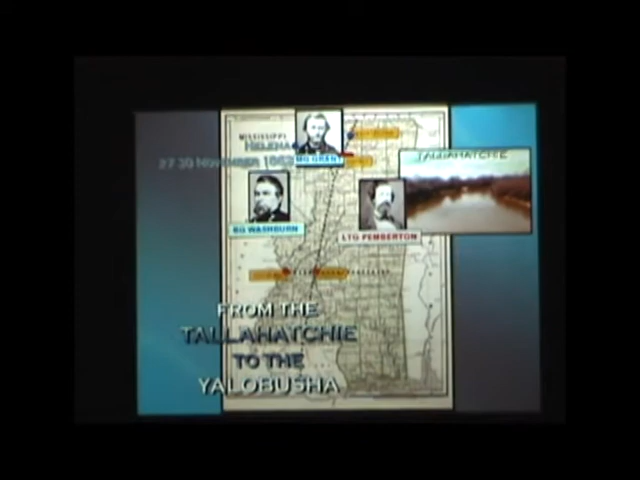 MISSISSIPPI
HELENA
27-30 NOVEMBER 1862
MG GRANT
TALLAHATCHIE
BG WASHBURN
LTG PEMBERTON
FROM THE
TALLAHATCHIE
TO THE
YALOBUSHA